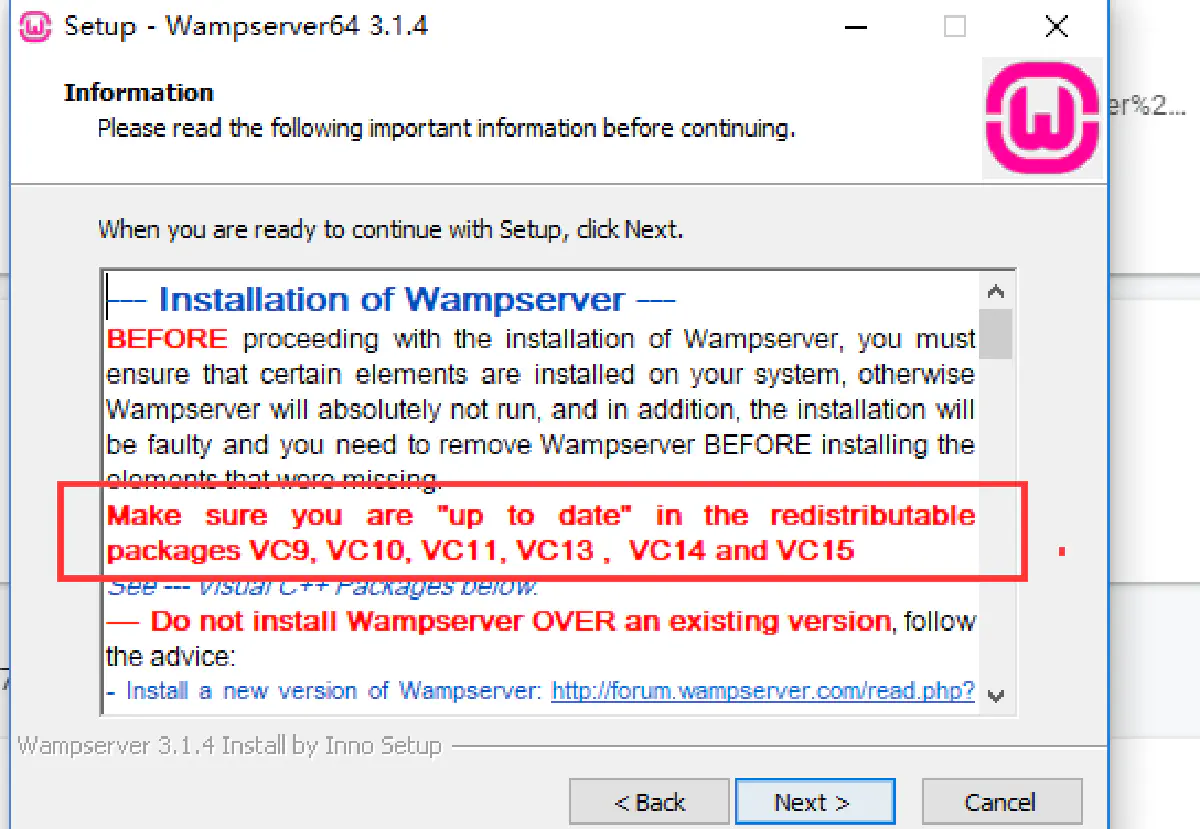 Setup - Wampserver64 3.1.4
Information
Please read the following important information before continuing.
er%2...
When you are ready to continue with Setup, click Next.
--- Installation of Wampserver ---
BEFORE proceeding with the installation of Wampserver, you must
ensure that certain elements are installed on your system, otherwise
Wampserver will absolutely not run, and in addition, the installation will
be faulty and you need to remove Wampserver BEFORE installing the
elements that were missing.
Make sure you are "up to date" in the redistributable
packages VC9, VC10, VC11, VC13 , VC14 and VC15
See --- Visual C++ Packages below.
— Do not install Wampserver OVER an existing version, follow
the advice:
- Install a new version of Wampserver: http://forum.wampserver.com/read.php?
Wampserver 3.1.4 Install by Inno Setup
< Back
Next >
Cancel